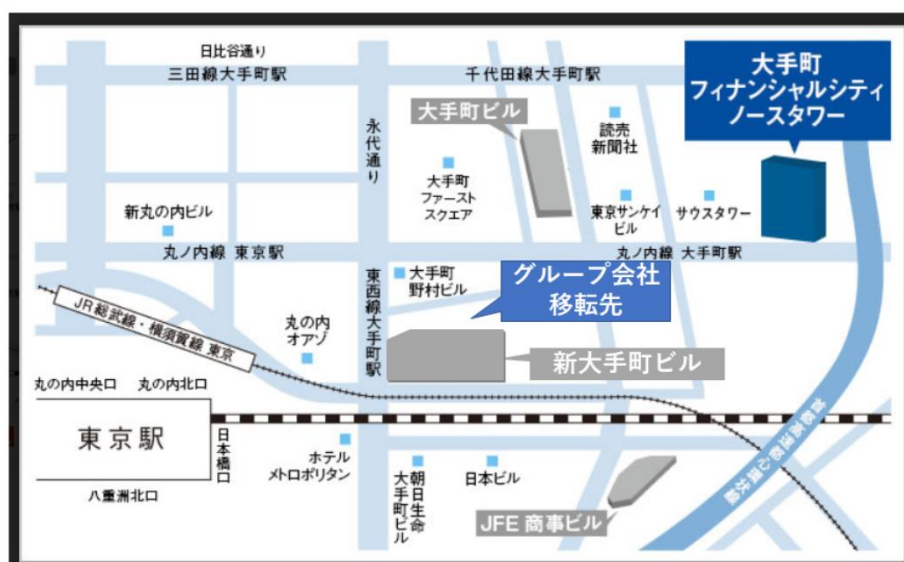 日比谷通り
三田線大手町駅
千代田線大手町駅
大手町
フィナンシャルシティ
ノースタワー
大手町ビル
読売
新聞社
永代通り
大手町
ファースト
スクエア
新丸の内ビル
東京サンケイ
ビル
サウスタワー
丸ノ内線 東京駅
丸ノ内線 大手町駅
東西線大手町駅
大手町
野村ビル
グループ会社
移転先
JR総武線・横須賀線 東京
丸の内
オアゾ
新大手町ビル
丸の内中央口
丸の内北口
首都高速都心環状線
東京駅
日本橋口
ホテル
メトロポリタン
朝日生命
大手町ビル
日本ビル
八重洲北口
JFE 商事ビル